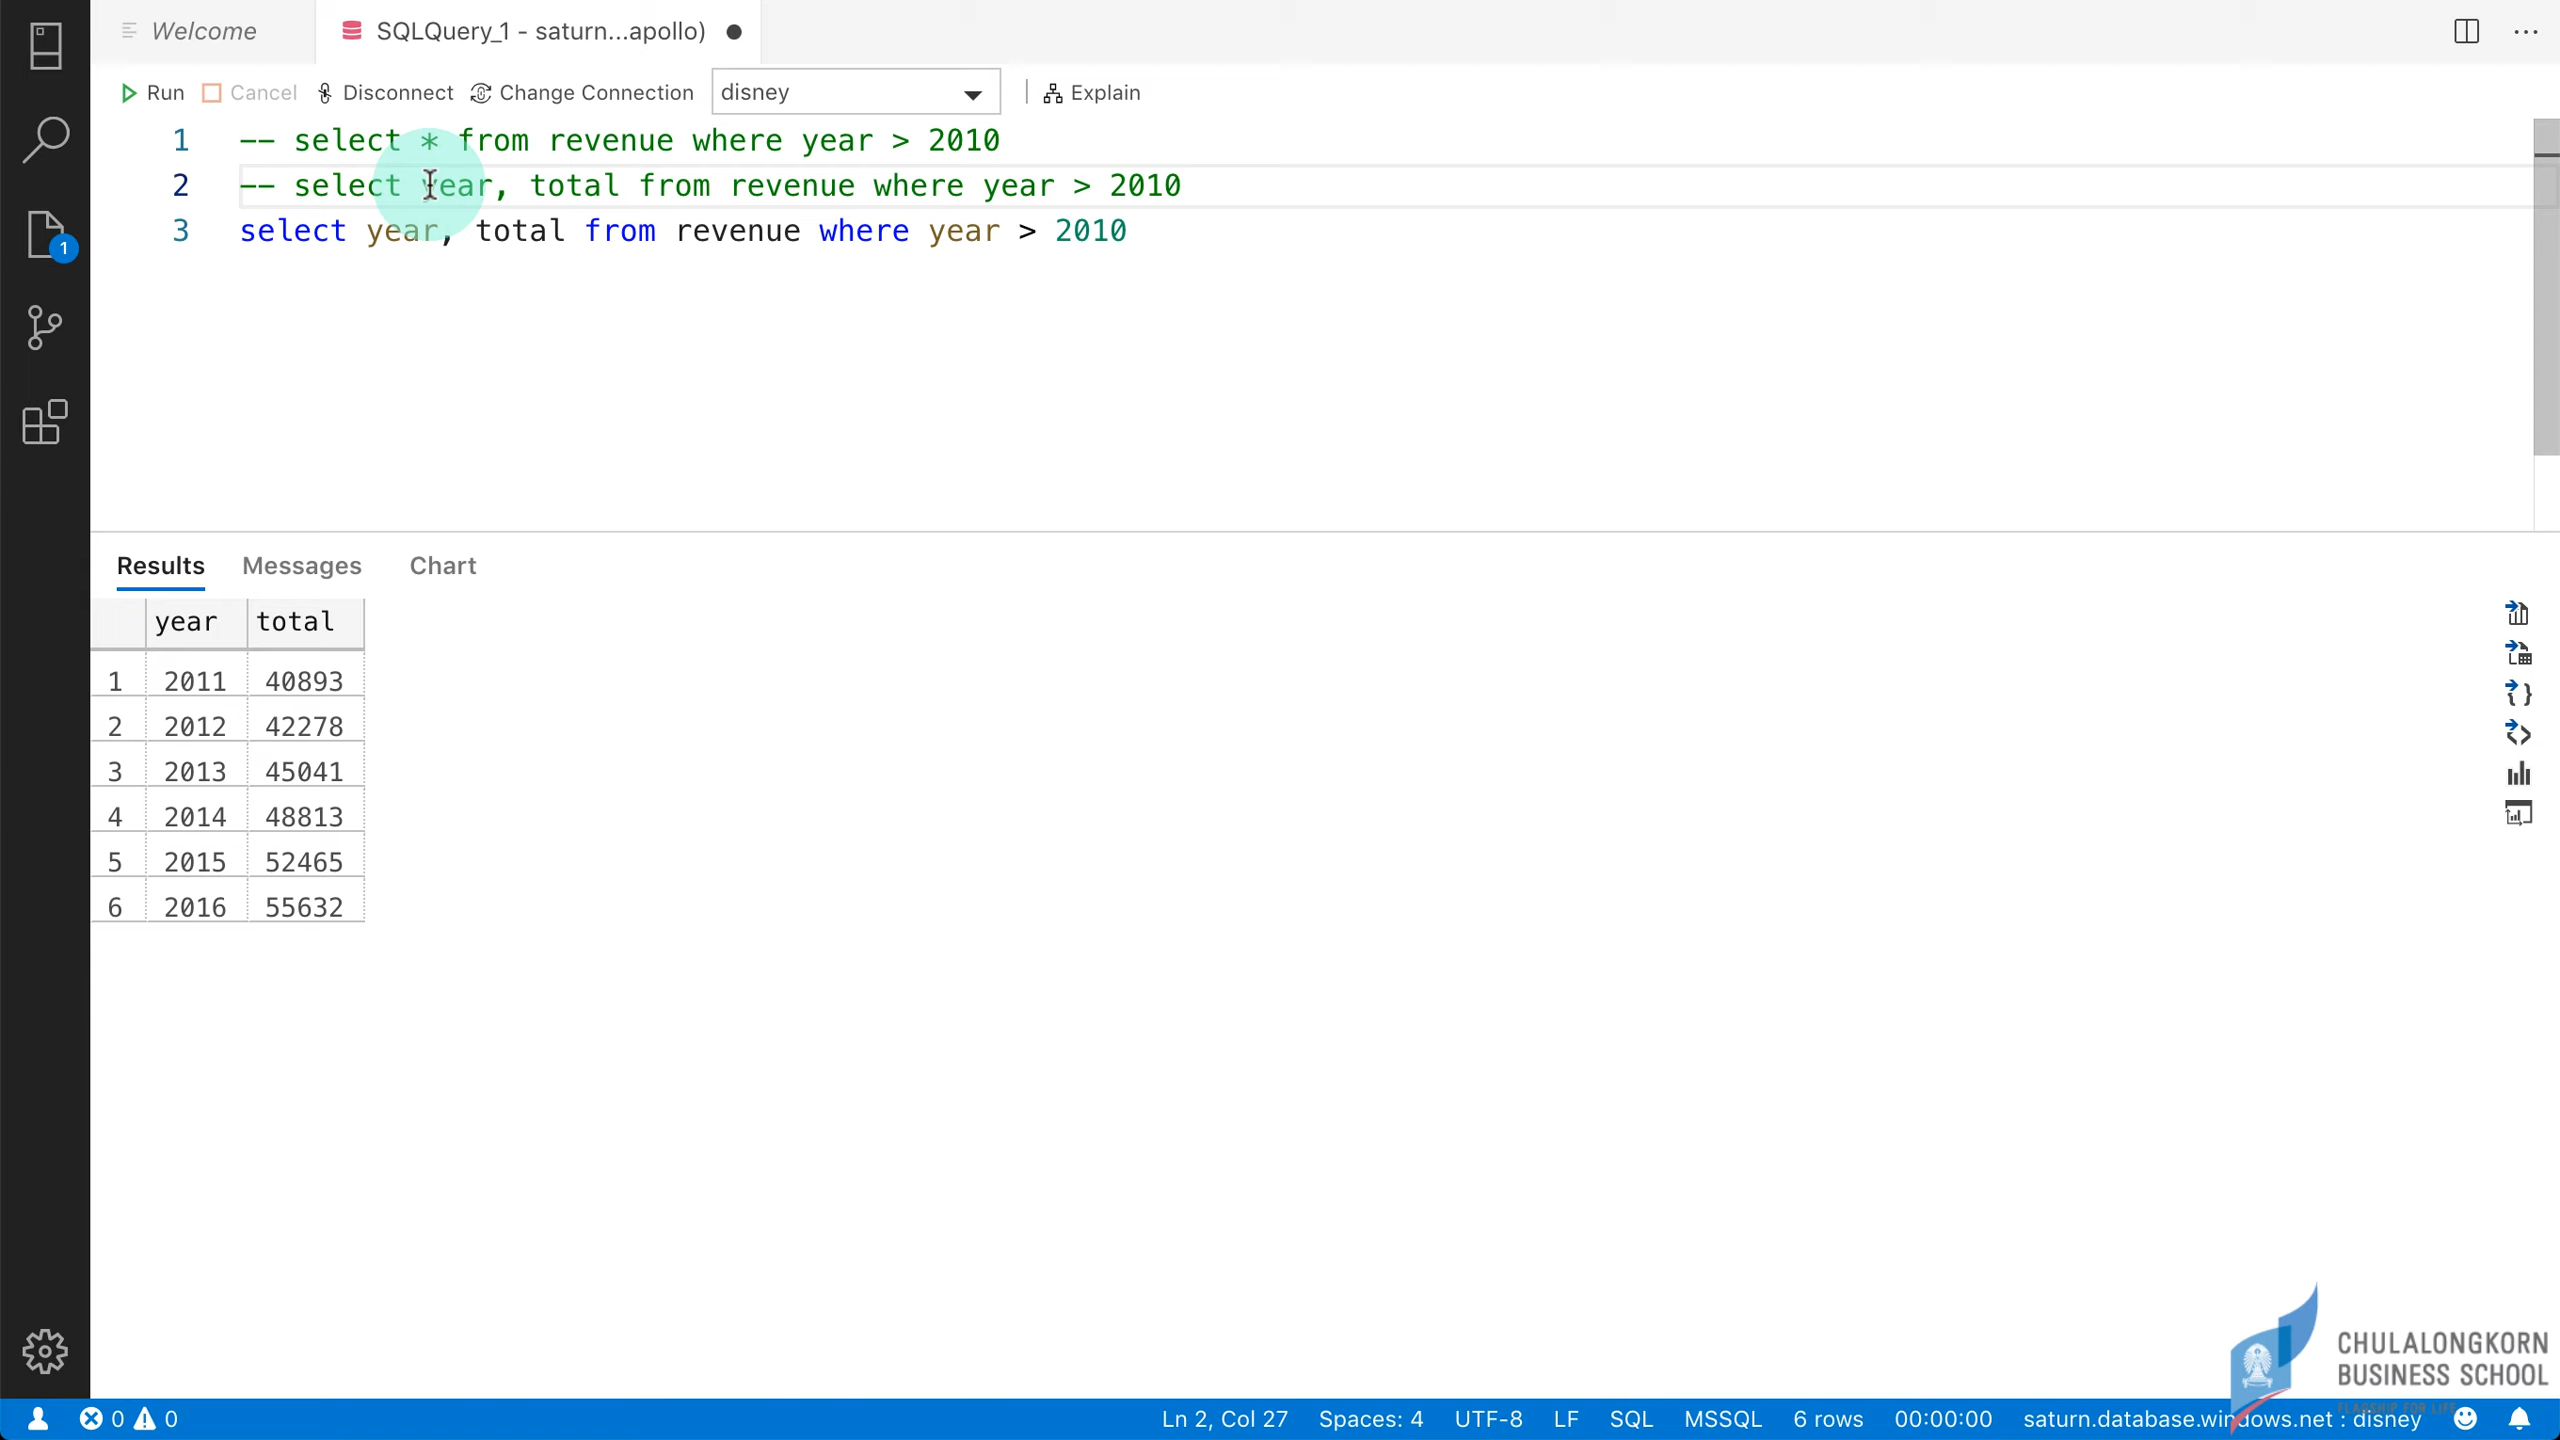 Welcome
SQLQuery_1 - saturn...apollo)
Run Cancel Disconnect Change Connection disney Explain
1 -- select * from revenue where year > 2010
2 -- select year, total from revenue where year > 2010
3 select year, total from revenue where year > 2010
1
Results Messages Chart
year total
1 2011 40893
2 2012 42278
3 2013 45041
4 2014 48813
5 2015 52465
6 2016 55632
CHULALONGKORN
BUSINESS SCHOOL
FLAGSHIP FOR LIFE
0 0 Ln 2, Col 27 Spaces: 4 UTF-8 LF SQL MSSQL 6 rows 00:00:00 saturn.database.windows.net : disney